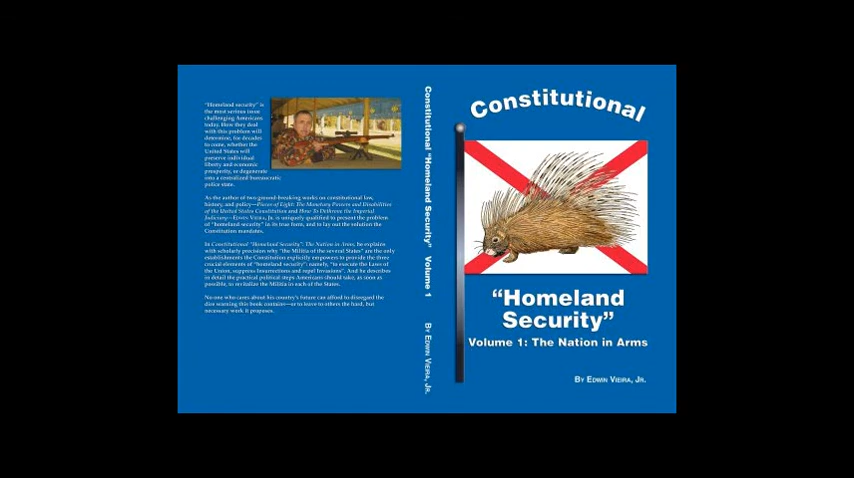 "Homeland security" is
the most serious issue
challenging Americans
today. How they deal
with this problem will
determine, for decades
to come, whether the
United States will
preserve individual
liberty and economic
prosperity, or degenerate
into a centralized bureaucratic
police state.
As the author of two ground-breaking works on constitutional law,
history, and policy—Pieces of Eight: The Monetary Powers and Disabilities
of the United States Constitution and How To Dethrone the Imperial
Judiciary—EDWIN VIEIRA, JR. is uniquely qualified to present the problem
of "homeland security" in its true form, and to lay out the solution the
Constitution mandates.
In Constitutional "Homeland Security": The Nation in Arms, he explains
with scholarly precision why "the Militia of the several States" are the only
establishments the Constitution explicitly empowers to provide the three
crucial elements of "homeland security": namely, "to execute the Laws of
the Union, suppress Insurrections and repel Invasions". And he describes
in detail the practical political steps Americans should take, as soon as
possible, to revitalize the Militia in each of the States.
No one who cares about his country's future can afford to disregard the
dire warning this book contains—or to leave to others the hard, but
necessary work it proposes.
Constitutional "Homeland Security" Volume 1 BY EDWIN VIEIRA, JR.
Constitutional
"Homeland
Security"
Volume 1: The Nation in Arms
BY EDWIN VIEIRA, JR.